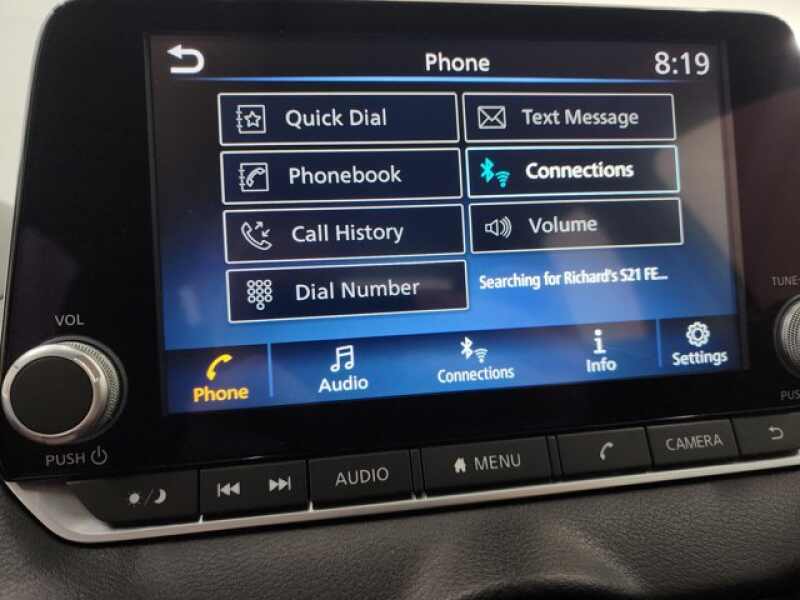 Phone
8:19
Quick Dial
Text Message
Phonebook
Connections
Call History
Volume
Dial Number
Searching for Richard's S21 FE...
Phone
Audio
Connections
Info
Settings
VOL
TUNE
PUSH
PUS
AUDIO
MENU
CAMERA